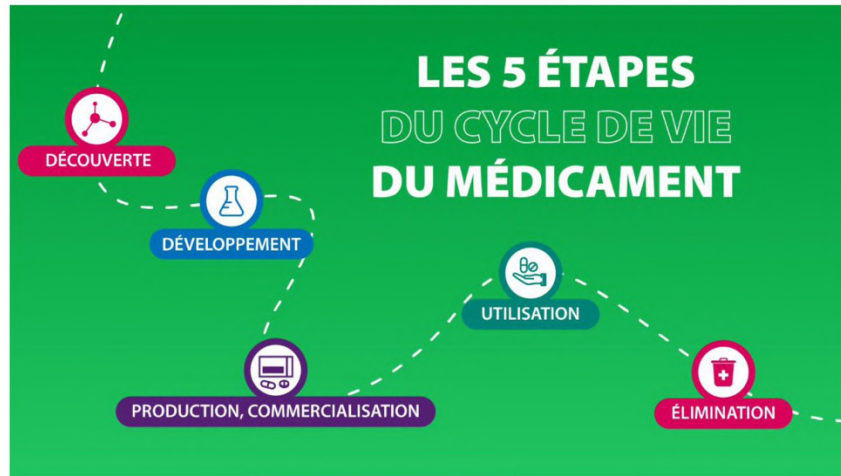 LES 5 ÉTAPES
DU CYCLE DE VIE
DU MÉDICAMENT
DÉCOUVERTE
DÉVELOPPEMENT
PRODUCTION, COMMERCIALISATION
UTILISATION
ÉLIMINATION